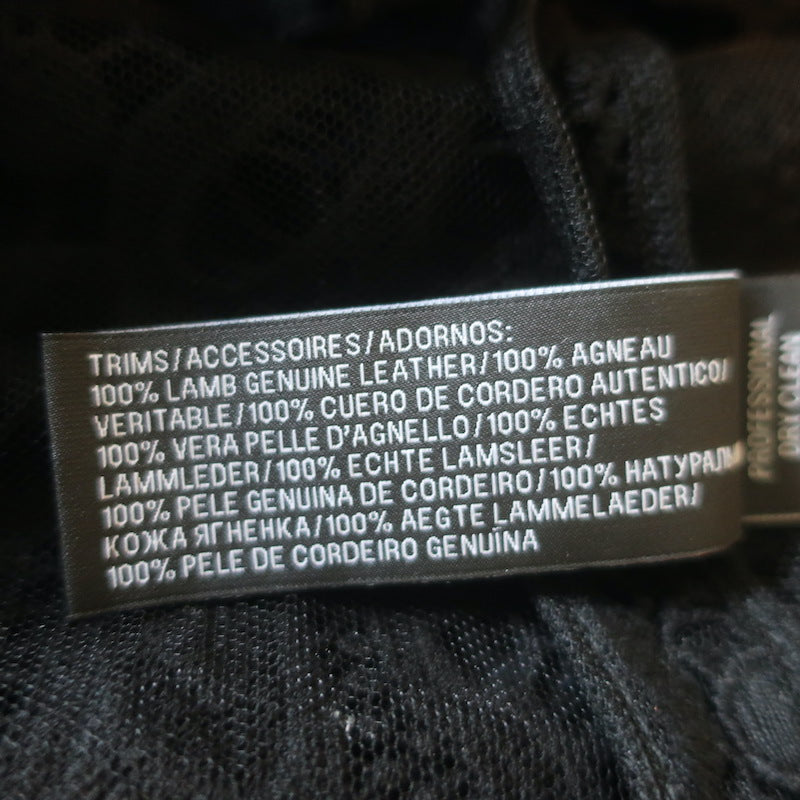 TRIMS/ACCESSOIRES/ADORNOS:
100% LAMB GENUINE LEATHER/100% AGNEAU
VERITABLE/100% CUERO DE CORDERO AUTENTICO/
100% VERA PELLE D'AGNELLO/100% ECHTES
LAMMLEDER/100% ECHTE LAMSLEER/
100% PELE GENUINA DE CORDEIRO/100% НАТУРАЛЬН
КОЖА ЯГНЕНКА/100% AEGTE LAMMELAEDER/
100% PELE DE CORDEIRO GENUÍNA
PROFESSIONAL
DRY CLEAN